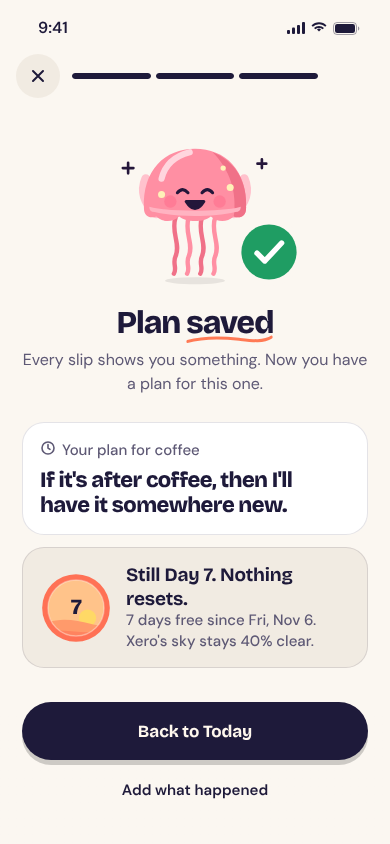 9:41
Plan saved
Every slip shows you something. Now you have
a plan for this one.
Your plan for coffee
If it's after coffee, then I'll
have it somewhere new.
7
Still Day 7. Nothing
resets.
7 days free since Fri, Nov 6.
Xero's sky stays 40% clear.
Back to Today
Add what happened